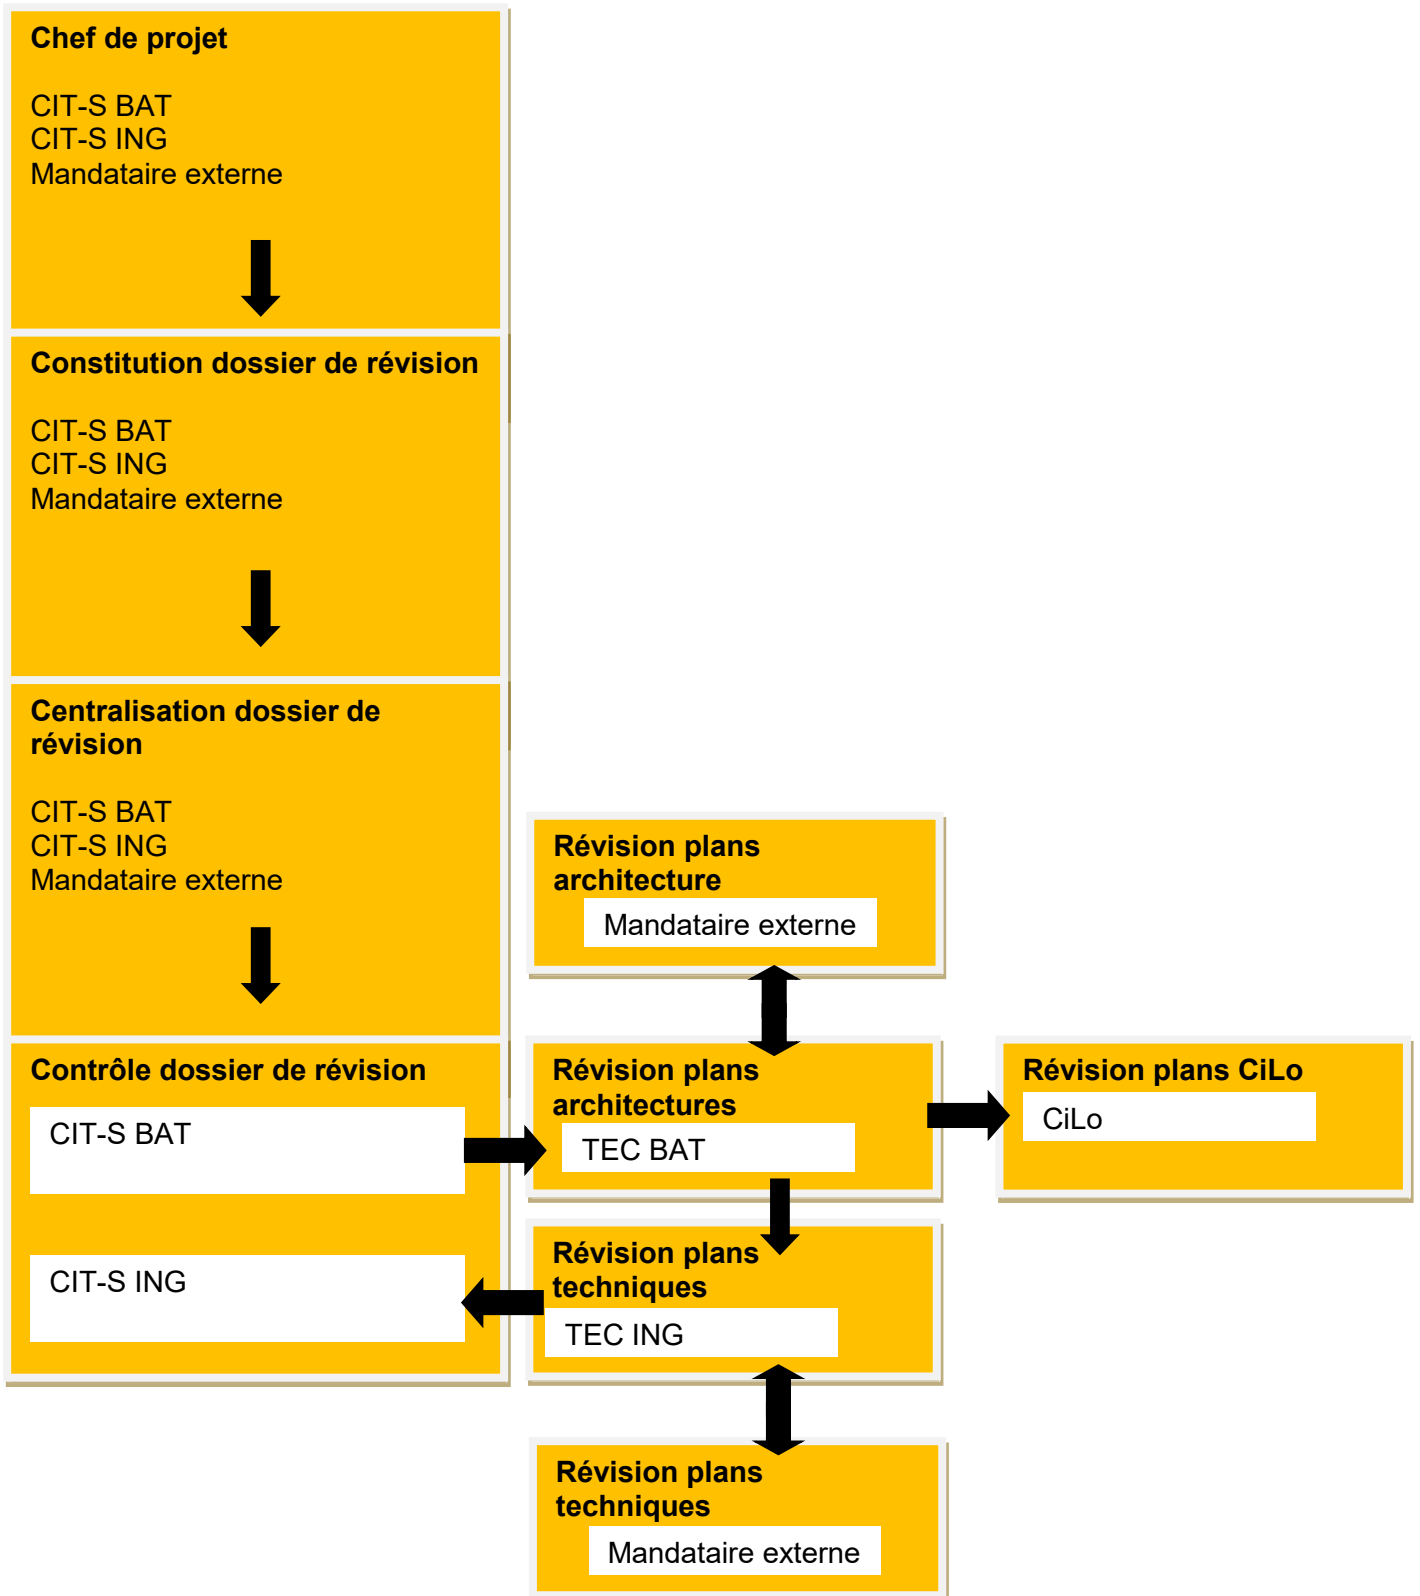 Chef de projet
CIT-S BAT
CIT-S ING
Mandataire externe
Constitution dossier de révision
CIT-S BAT
CIT-S ING
Mandataire externe
Centralisation dossier de
révision
CIT-S BAT
CIT-S ING
Mandataire externe
Révision plans
architecture
Mandataire externe
Contrôle dossier de révision
CIT-S BAT
CIT-S ING
Révision plans
architectures
TEC BAT
Révision plans CiLo
CiLo
Révision plans
techniques
TEC ING
Révision plans
techniques
Mandataire externe